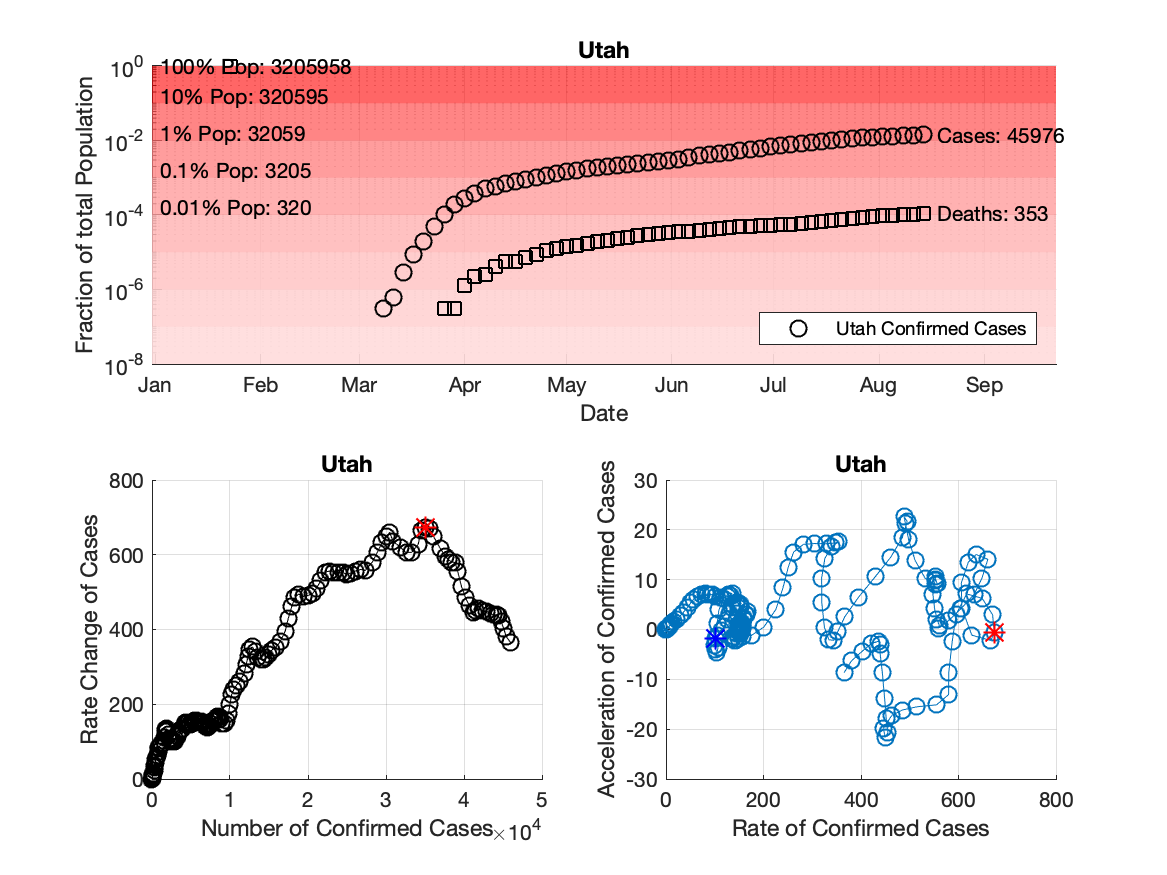 Utah
10^0
100% Pop: 3205958
10% Pop: 320595
10^-2
1% Pop: 32059
Cases: 45976
0.1% Pop: 3205
10^-4
0.01% Pop: 320
Deaths: 353
10^-6
Utah Confirmed Cases
10^-8
Fraction of total Population
Jan Feb Mar Apr May Jun Jul Aug Sep
Date
Utah
800
600
400
200
0
Rate Change of Cases
0 1 2 3 4 5
Number of Confirmed Cases ×10^4
Utah
30
20
10
0
-10
-20
-30
Acceleration of Confirmed Cases
0 200 400 600 800
Rate of Confirmed Cases